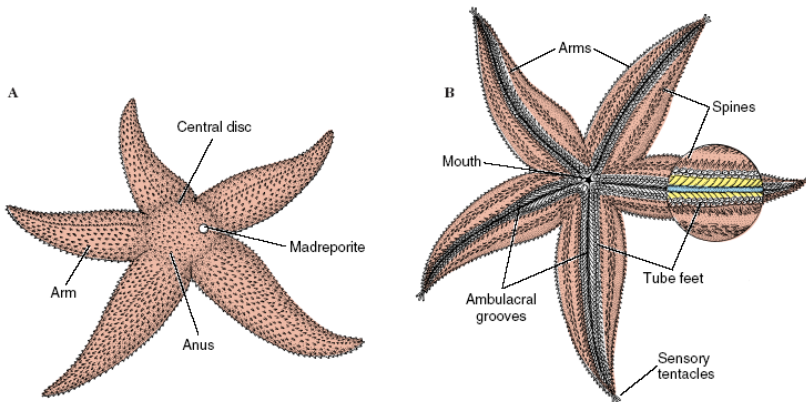 A
Central disc
Madreporite
Arm
Anus
B
Arms
Spines
Mouth
Tube feet
Ambulacral
grooves
Sensory
tentacles